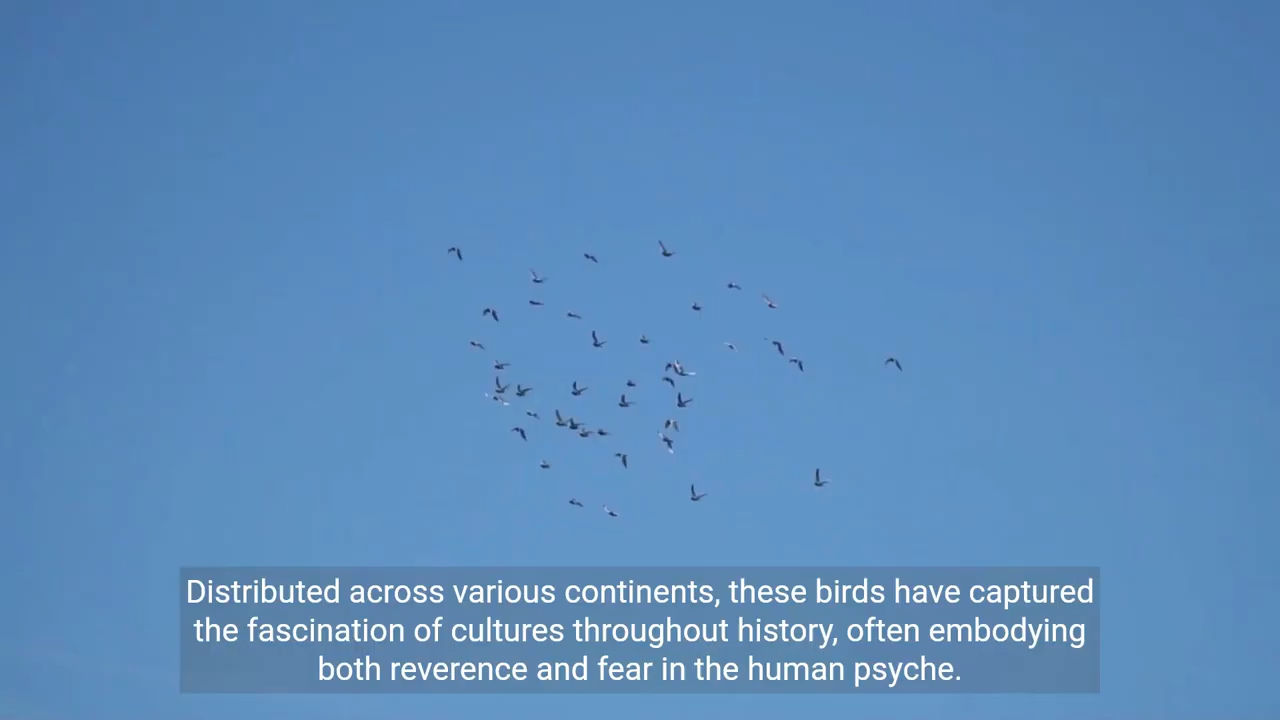 Distributed across various continents, these birds have captured
the fascination of cultures throughout history, often embodying
both reverence and fear in the human psyche.